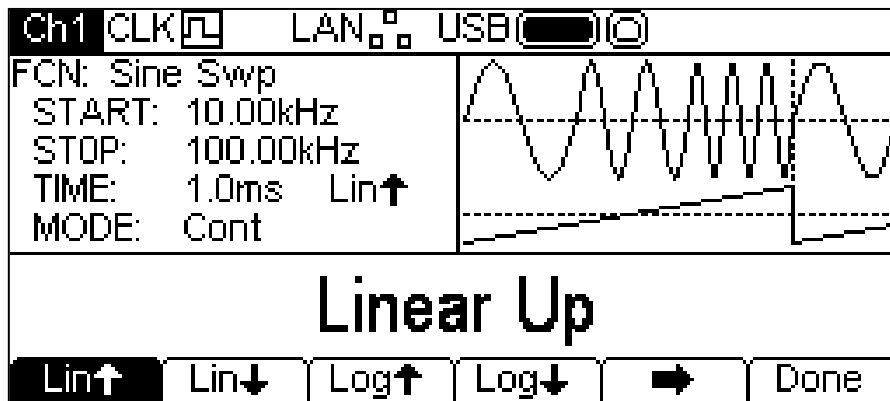 Ch1 CLK LAN USB
FCN: Sine Swp
START: 10.00kHz
STOP: 100.00kHz
TIME: 1.0ms Lin↑
MODE: Cont
Linear Up
Lin↑ Lin↓ Log↑ Log↓ ➡ Done